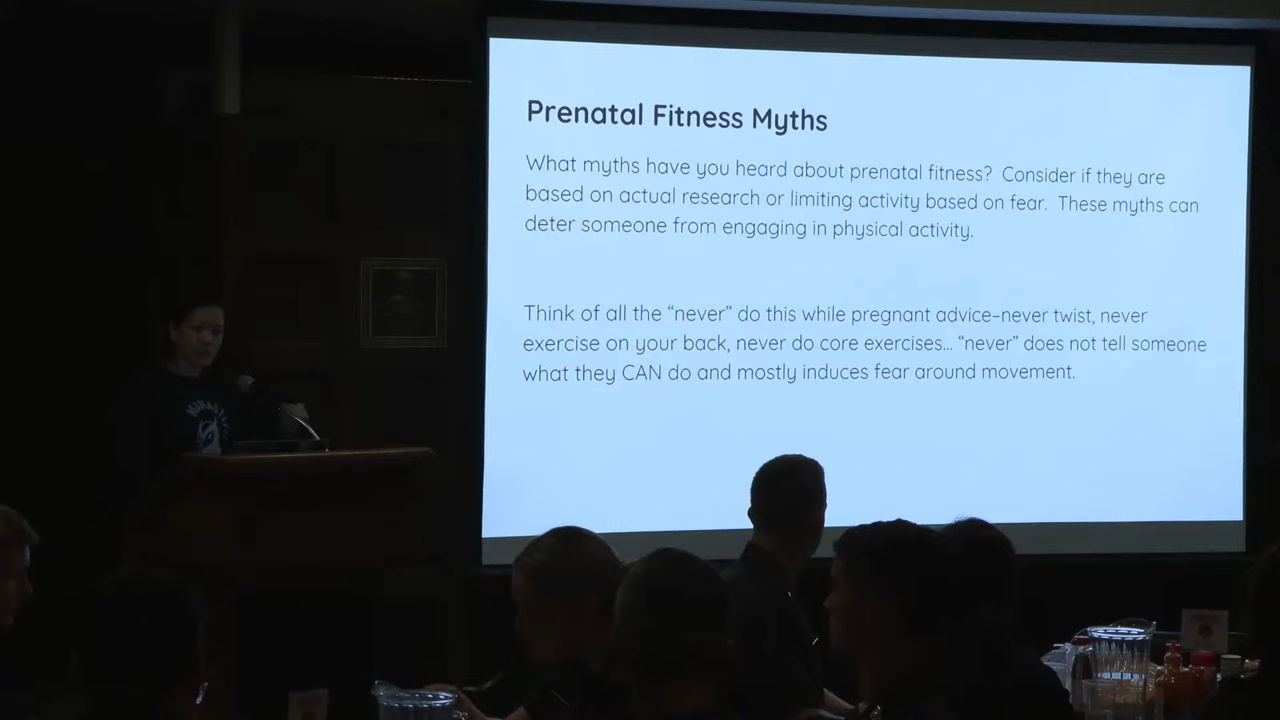 Prenatal Fitness Myths
What myths have you heard about prenatal fitness? Consider if they are
based on actual research or limiting activity based on fear. These myths can
deter someone from engaging in physical activity.
Think of all the “never” do this while pregnant advice–never twist, never
exercise on your back, never do core exercises... “never” does not tell someone
what they CAN do and mostly induces fear around movement.